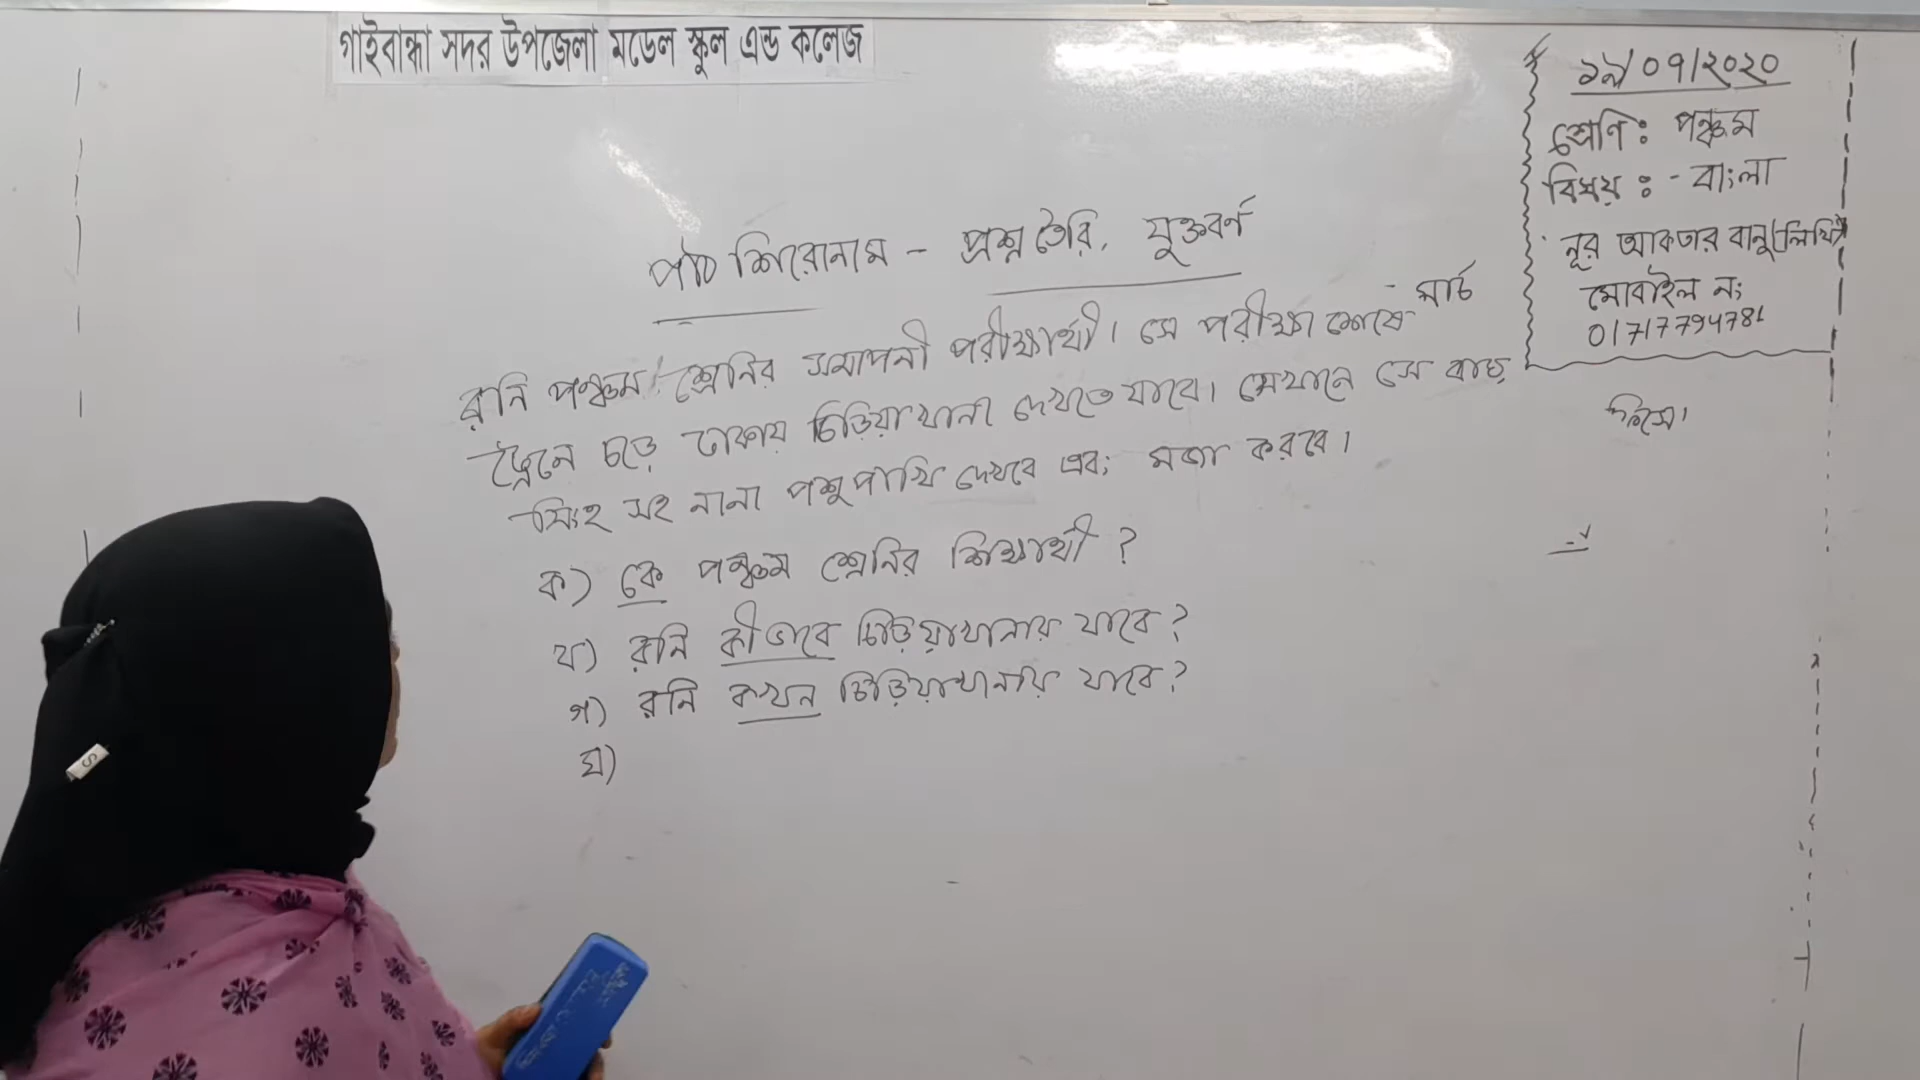 গাইবান্ধা সদর উপজেলা মডেল স্কুল এন্ড কলেজ
১৯/০৭/২০২০
শ্রেণি: পঞ্চম
বিষয়: - বাংলা
নূর আকতার বানু (লিপি)
মোবাইল নং
01717794781
পাঠ শিরোনাম - প্রশ্ন তৈরি, যুক্তবর্ণ
রনি পঞ্চম শ্রেনির সমাপনী পরীক্ষার্থী। সে পরীক্ষা শেষে মার্চ
ট্রেনে চড়ে ঢাকায় চিড়িয়াখানা দেখতে যাবে। সেখানে সে বাঘ
সিংহ সহ নানা পশুপাখি দেখবে এবং মজা করবে।
ক) কে পঞ্চম শ্রেনির শিক্ষার্থী ?
খ) রনি কীভাবে চিড়িয়াখানায় যাবে?
গ) রনি কখন চিড়িয়াখানায় যাবে?
ঘ)